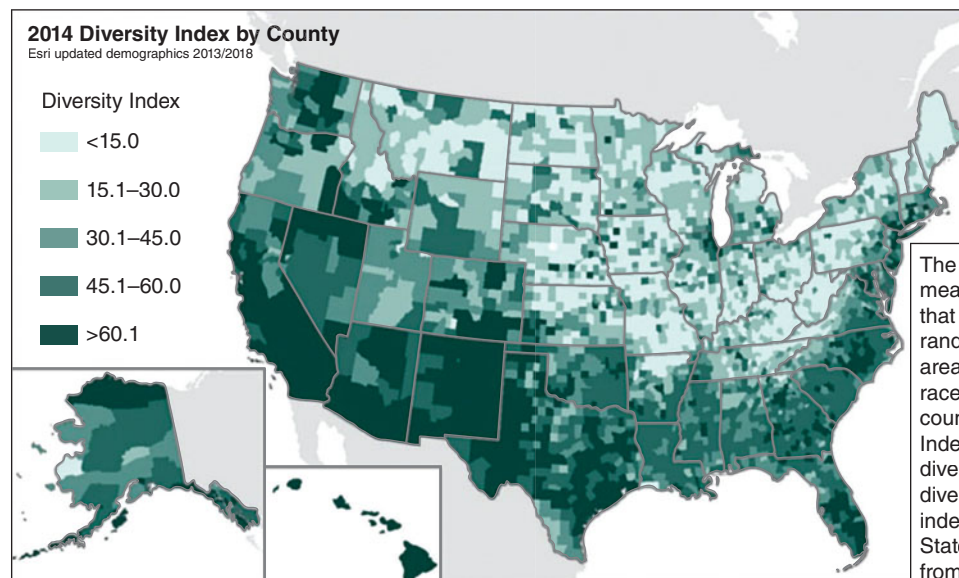 2014 Diversity Index by County
Esri updated demographics 2013/2018
Diversity Index
<15.0
15.1–30.0
30.1–45.0
45.1–60.0
>60.1
The
mea
that
rand
area
race
coun
Inde
diver
diver
inde
State
from